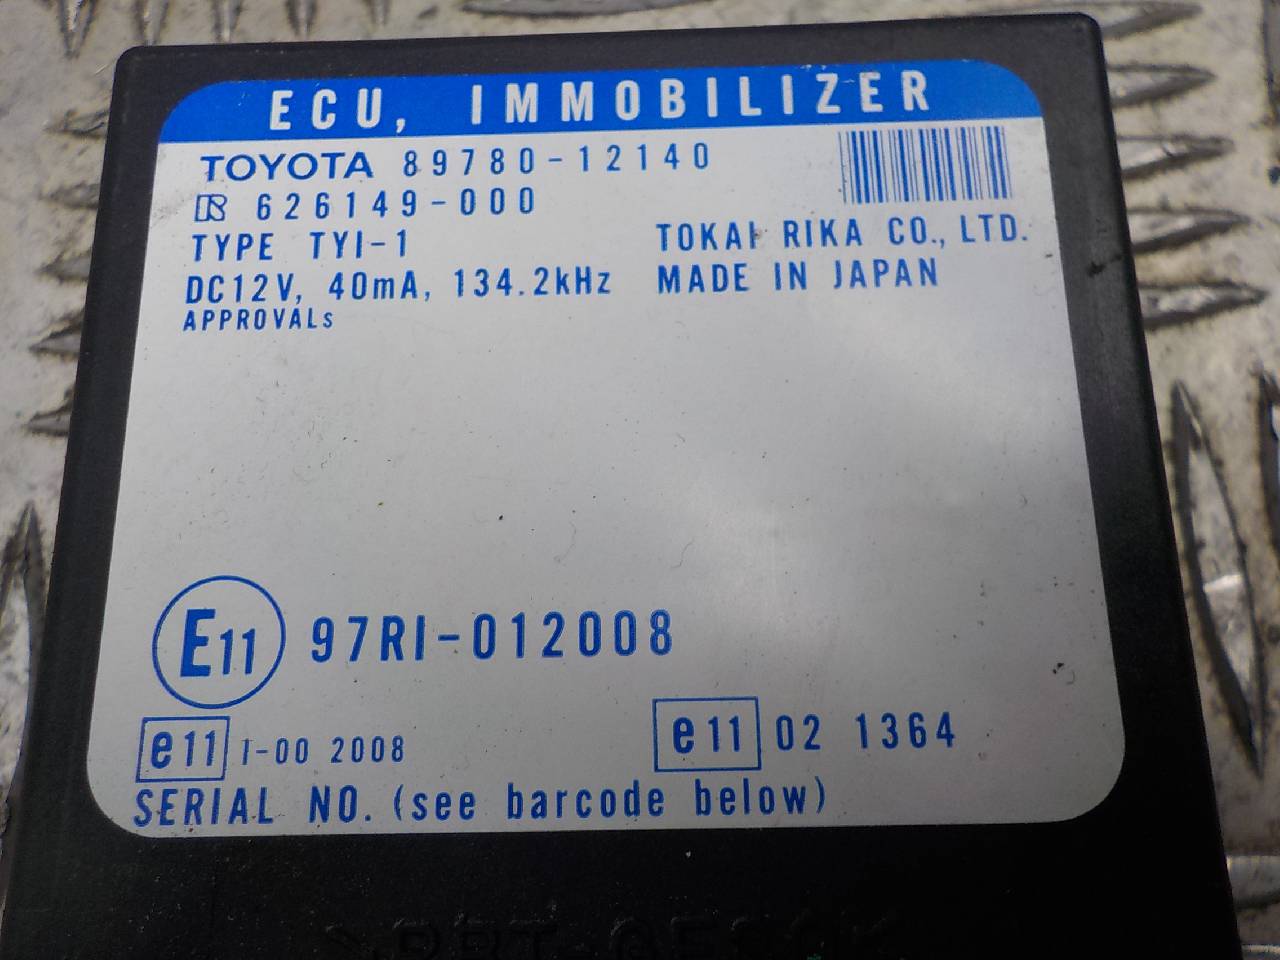 ECU, IMMOBILIZER
TOYOTA 89780-12140
626149-000
TYPE TYI-1
TOKAI RIKA CO., LTD.
DC12V, 40mA, 134.2kHz
MADE IN JAPAN
APPROVALs
E11 97RI-012008
e11 I-00 2008
e11 02 1364
SERIAL NO. (see barcode below)